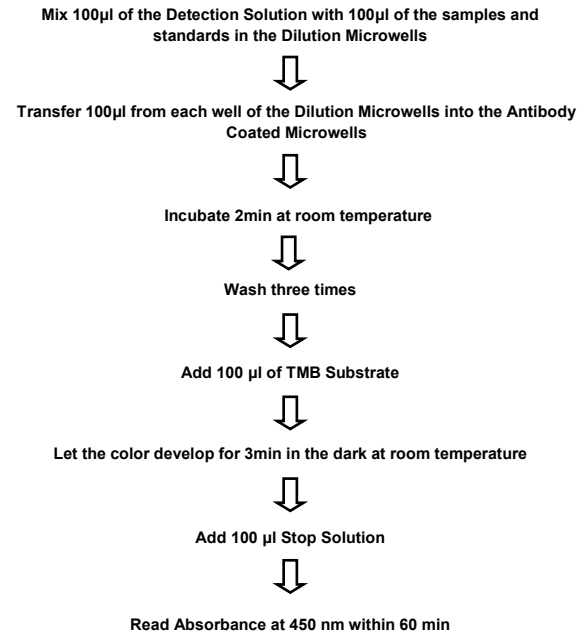 Mix 100µl of the Detection Solution with 100µl of the samples and
standards in the Dilution Microwells
Transfer 100µl from each well of the Dilution Microwells into the Antibody
Coated Microwells
Incubate 2min at room temperature
Wash three times
Add 100 µl of TMB Substrate
Let the color develop for 3min in the dark at room temperature
Add 100 µl Stop Solution
Read Absorbance at 450 nm within 60 min